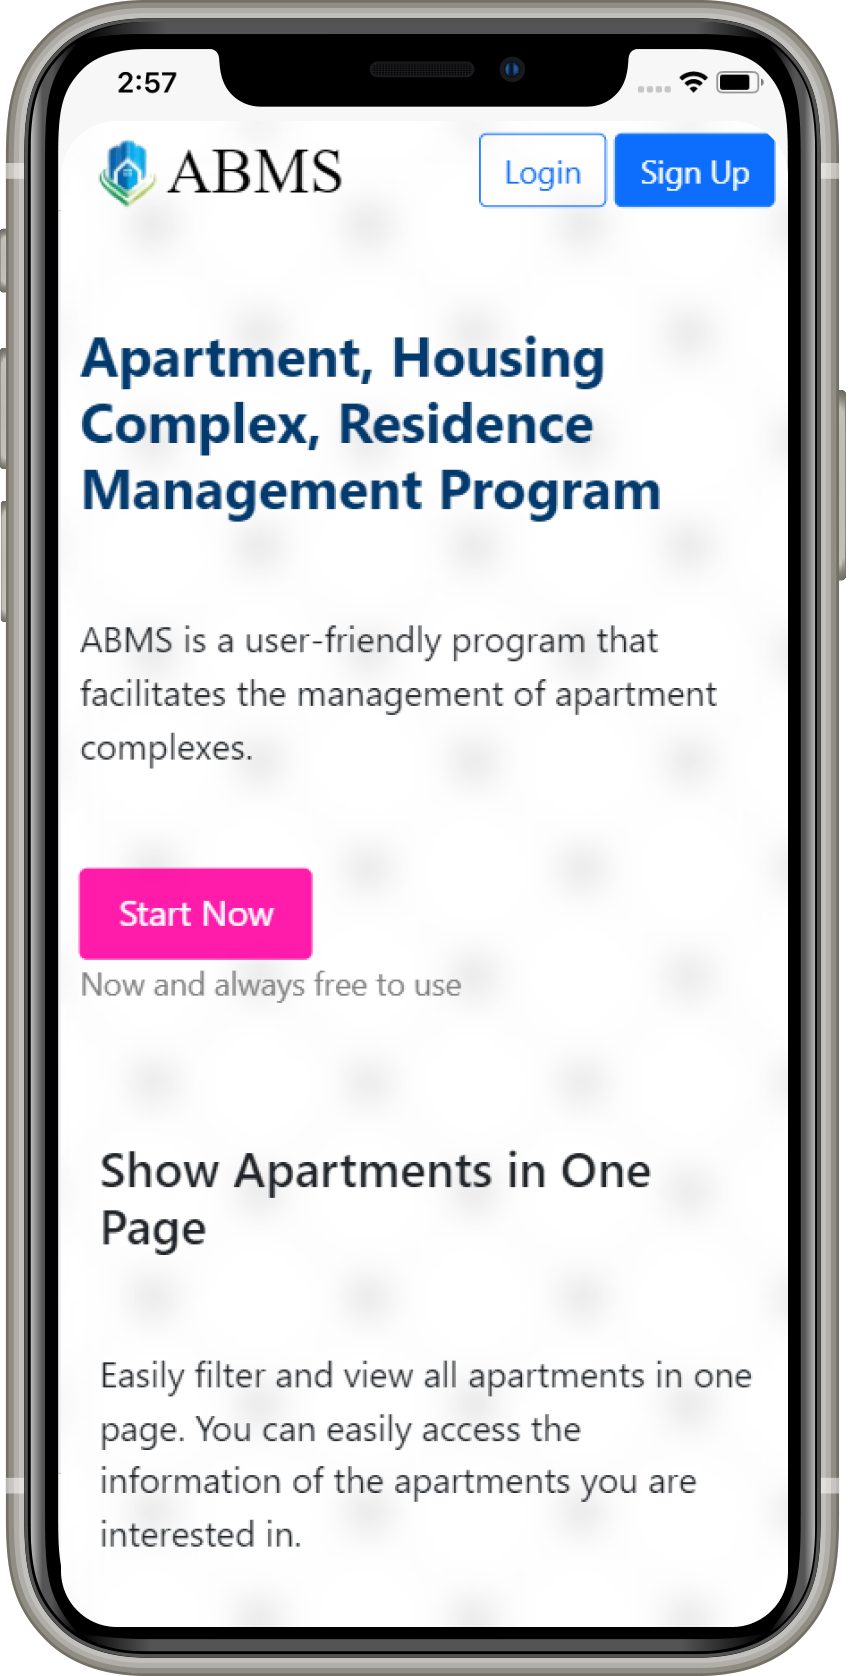 2:57
ABMS
Login
Sign Up
Apartment, Housing
Complex, Residence
Management Program
ABMS is a user-friendly program that
facilitates the management of apartment
complexes.
Start Now
Now and always free to use
Show Apartments in One
Page
Easily filter and view all apartments in one
page. You can easily access the
information of the apartments you are
interested in.